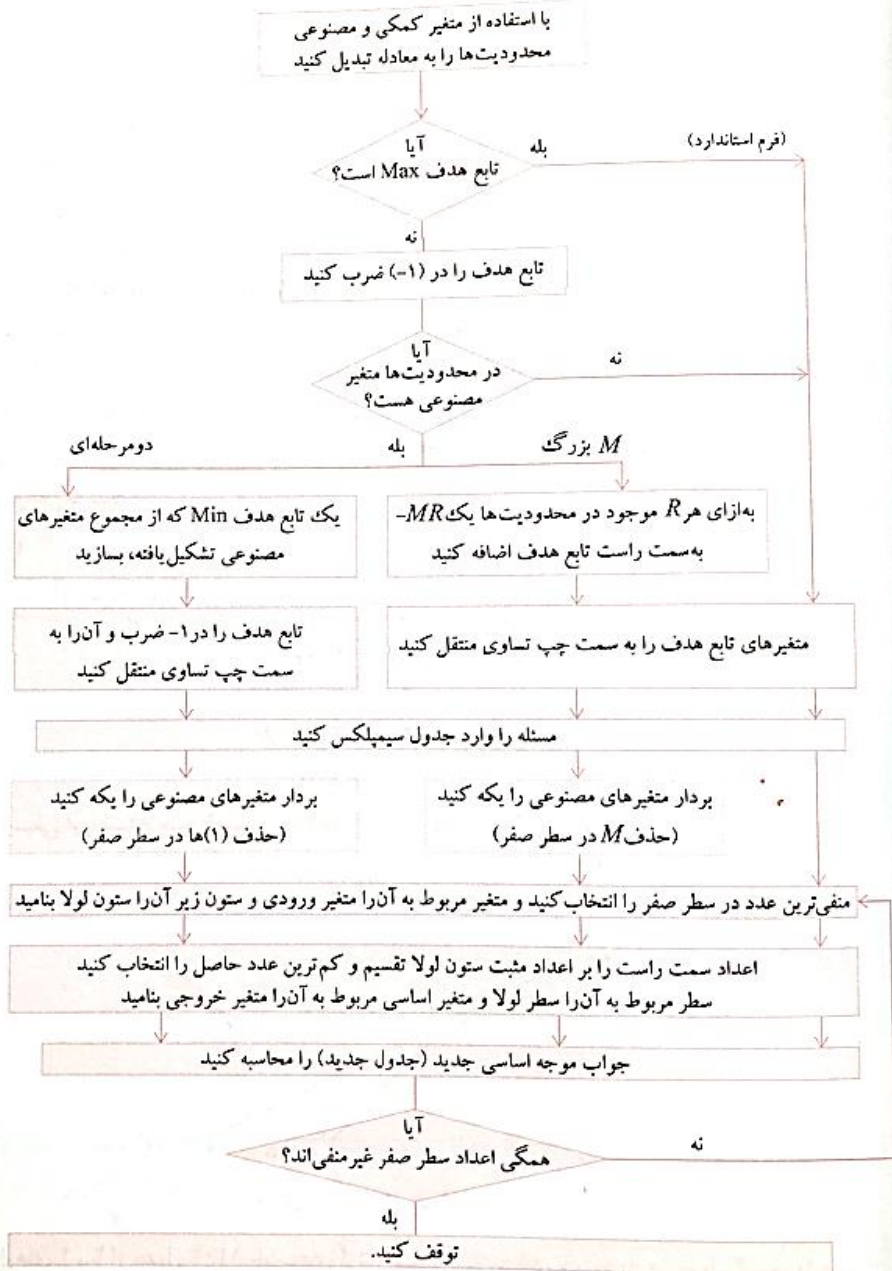 با استفاده از متغیر کمکی و مصنوعی
محدودیت‌ها را به معادله تبدیل کنید
آیا
تابع هدف Max است؟
بله
(فرم استاندارد)
نه
تابع هدف را در (۱-) ضرب کنید
آیا
در محدودیت‌ها متغیر
مصنوعی هست؟
نه
بله
M بزرگ
دومرحله‌ای
به‌ازای هر R موجود در محدودیت‌ها یک MR-
به‌سمت راست تابع هدف اضافه کنید
یک تابع هدف Min که از مجموع متغیرهای
مصنوعی تشکیل‌یافته، بسازید
متغیرهای تابع هدف را به سمت چپ تساوی منتقل کنید
تابع هدف را در ۱- ضرب و آن‌را به
سمت چپ تساوی منتقل کنید
مسئله را وارد جدول سیمپلکس کنید
بردار متغیرهای مصنوعی را یکه کنید
(حذف M در سطر صفر)
بردار متغیرهای مصنوعی را یکه کنید
(حذف (۱)ها در سطر صفر)
منفی‌ترین عدد در سطر صفر را انتخاب کنید و متغیر مربوط به آن‌را متغیر ورودی و ستون زیر آن‌را ستون لولا بنامید
اعداد سمت راست را بر اعداد مثبت ستون لولا تقسیم و کم‌ترین عدد حاصل را انتخاب کنید
سطر مربوط به آن‌را سطر لولا و متغیر اساسی مربوط به آن‌را متغیر خروجی بنامید
جواب موجه اساسی جدید (جدول جدید) را محاسبه کنید
آیا
همگی اعداد سطر صفر غیرمنفی‌اند؟
نه
بله
توقف کنید.